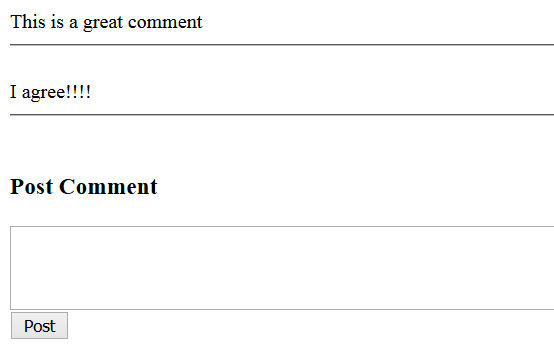 This is a great comment
I agree!!!!
Post Comment
Post